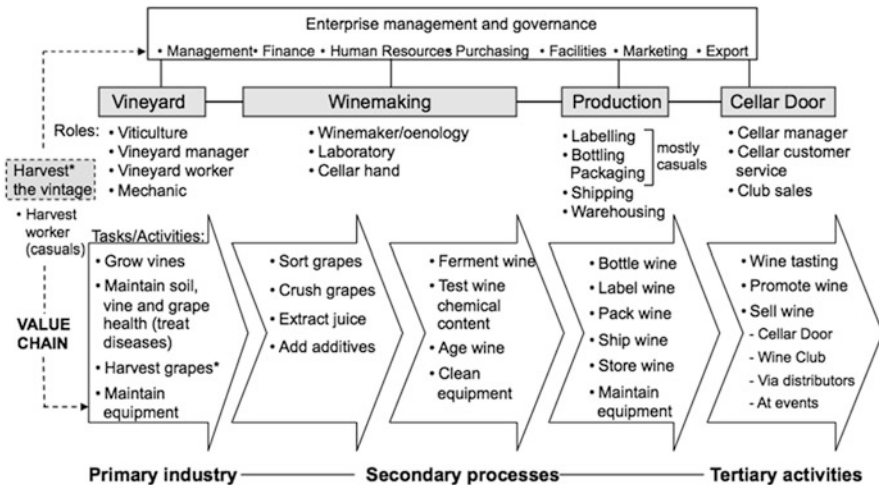 Enterprise management and governance
• Management • Finance • Human Resources • Purchasing • Facilities • Marketing • Export
Vineyard
Winemaking
Production
Cellar Door
Roles:
• Viticulture
• Vineyard manager
• Vineyard worker
• Mechanic
• Winemaker/oenology
• Laboratory
• Cellar hand
• Labelling
• Bottling
Packaging
• Shipping
• Warehousing
mostly
casuals
• Cellar manager
• Cellar customer
service
• Club sales
Harvest*
the vintage
• Harvest
worker
(casuals)
VALUE
CHAIN
Tasks/Activities:
• Grow vines
• Maintain soil,
vine and grape
health (treat
diseases)
• Harvest grapes*
• Maintain
equipment
• Sort grapes
• Crush grapes
• Extract juice
• Add additives
• Ferment wine
• Test wine
chemical
content
• Age wine
• Clean
equipment
• Bottle wine
• Label wine
• Pack wine
• Ship wine
• Store wine
• Maintain
equipment
• Wine tasting
• Promote wine
• Sell wine
- Cellar Door
- Wine Club
- Via distributors
- At events
Primary industry
Secondary processes
Tertiary activities